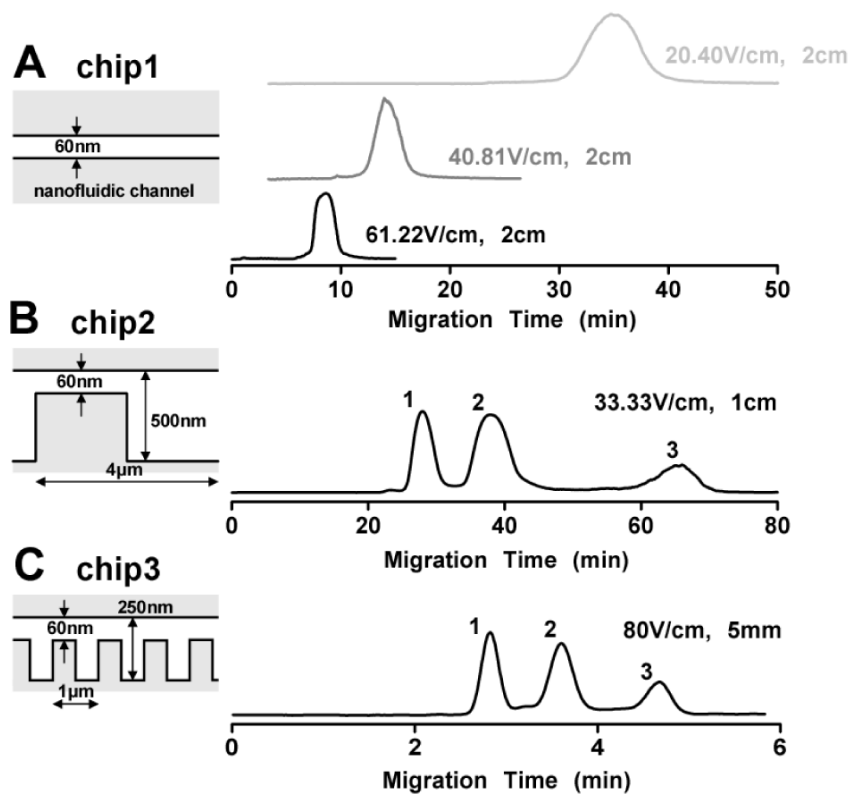 A chip1
60nm
nanofluidic channel
20.40V/cm, 2cm
40.81V/cm, 2cm
61.22V/cm, 2cm
0 10 20 30 40 50
Migration Time (min)
B chip2
60nm
500nm
4μm
1 2 3
33.33V/cm, 1cm
0 20 40 60 80
Migration Time (min)
C chip3
250nm
60nm
1μm
1 2 3
80V/cm, 5mm
0 2 4 6
Migration Time (min)